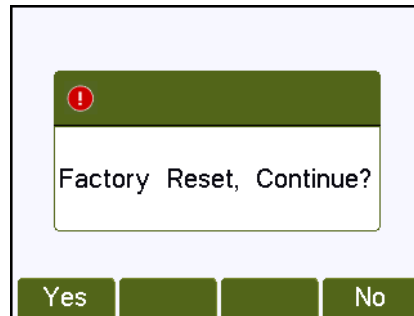 Factory Reset, Continue?
Yes No